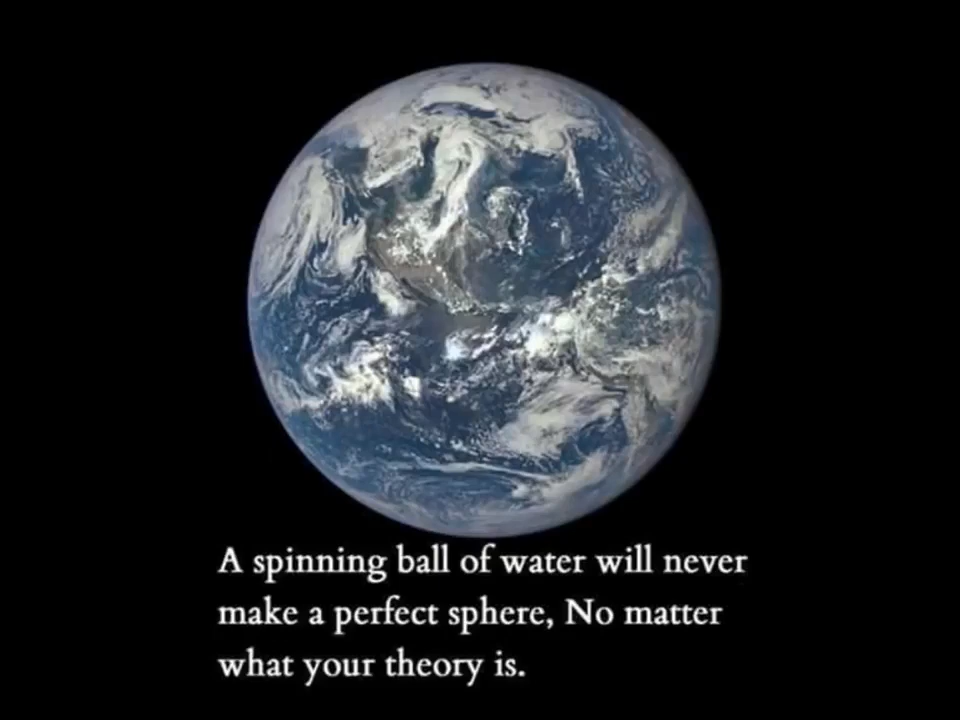 A spinning ball of water will never
make a perfect sphere, No matter
what your theory is.